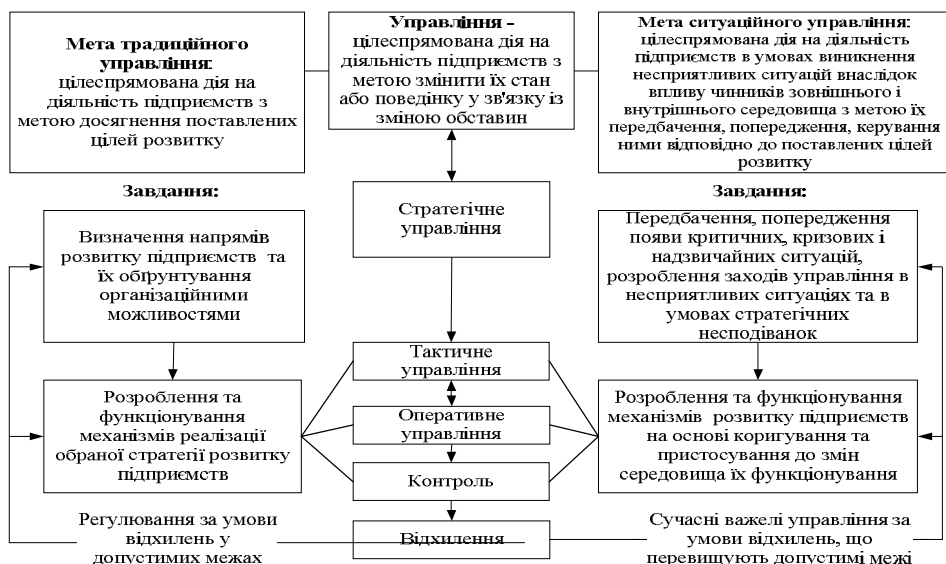 Мета традиційного
управління:
цілеспрямована дія на
діяльність підприємств з
метою досягнення поставлених
цілей розвитку
Управління -
цілеспрямована дія на
діяльність підприємств з
метою змінити їх стан
або поведінку у зв'язку із
зміною обставин
Мета ситуаційного управління:
цілеспрямована дія на діяльність
підприємств в умовах виникнення
несприятливих ситуацій внаслідок
впливу чинників зовнішнього і
внутрішнього середовища з метою їх
передбачення, попередження, керування
ними відповідно до поставлених цілей
розвитку
Завдання:
Визначення напрямів
розвитку підприємств та
їх обґрунтування
організаційними
можливостями
Стратегічне
управління
Завдання:
Передбачення, попередження
появи критичних, кризових і
надзвичайних ситуацій,
розроблення заходів управління в
несприятливих ситуаціях та в
умовах стратегічних
несподіванок
Розроблення та
функціонування
механізмів реалізації
обраної стратегії розвитку
підприємств
Тактичне
управління
Оперативне
управління
Контроль
Розроблення та функціонування
механізмів розвитку підприємств
на основі коригування та
пристосування до змін
середовища їх функціонування
Регулювання за умови
відхилень у
допустимих межах
Відхилення
Сучасні важелі управління за
умови відхилень, що
перевищують допустимі межі